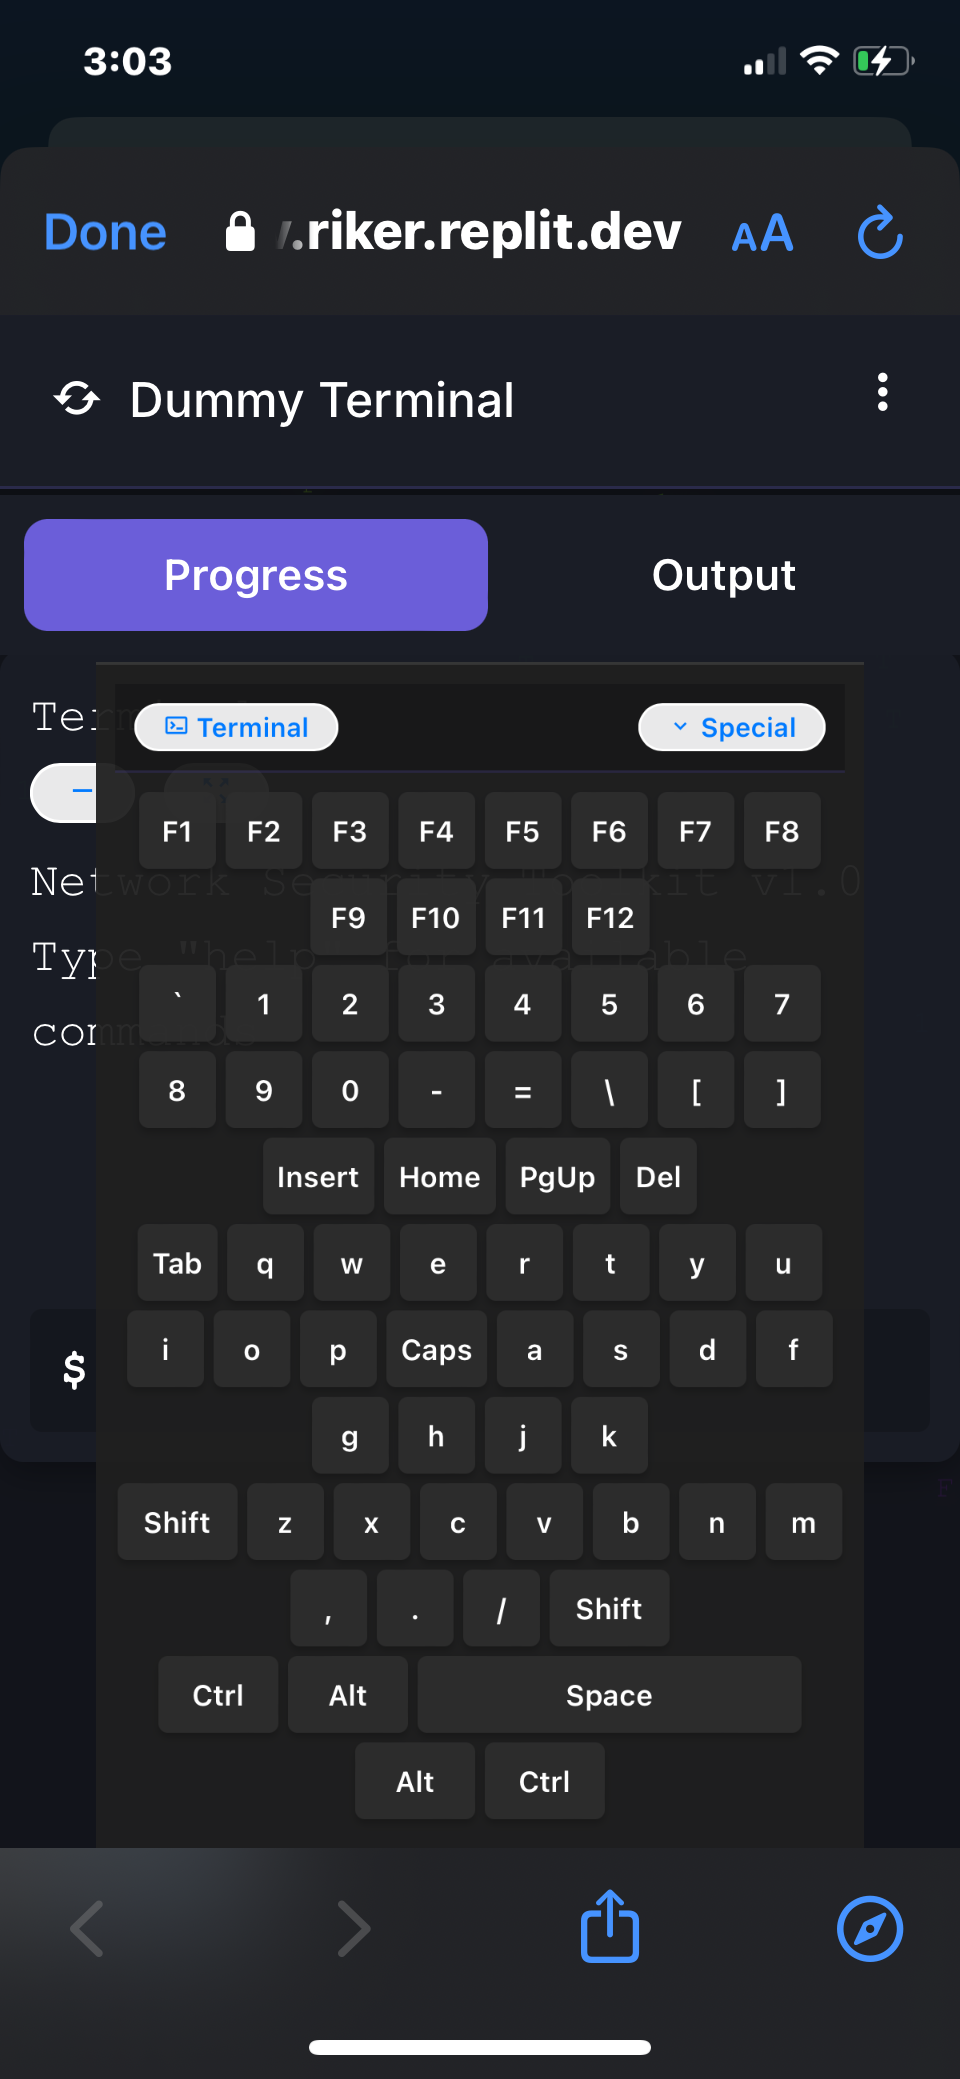 3:03
Done .riker.replit.dev AA
Dummy Terminal
Progress Output
Terminal Special
F1 F2 F3 F4 F5 F6 F7 F8
Network Security Toolkit v1.0
F9 F10 F11 F12
Type "help" for available
` 1 2 3 4 5 6 7
commands
8 9 0 - = \ [ ]
Insert Home PgUp Del
Tab q w e r t y u
i o p Caps a s d f
$
g h j k
Shift z x c v b n m
, . / Shift
Ctrl Alt Space
Alt Ctrl